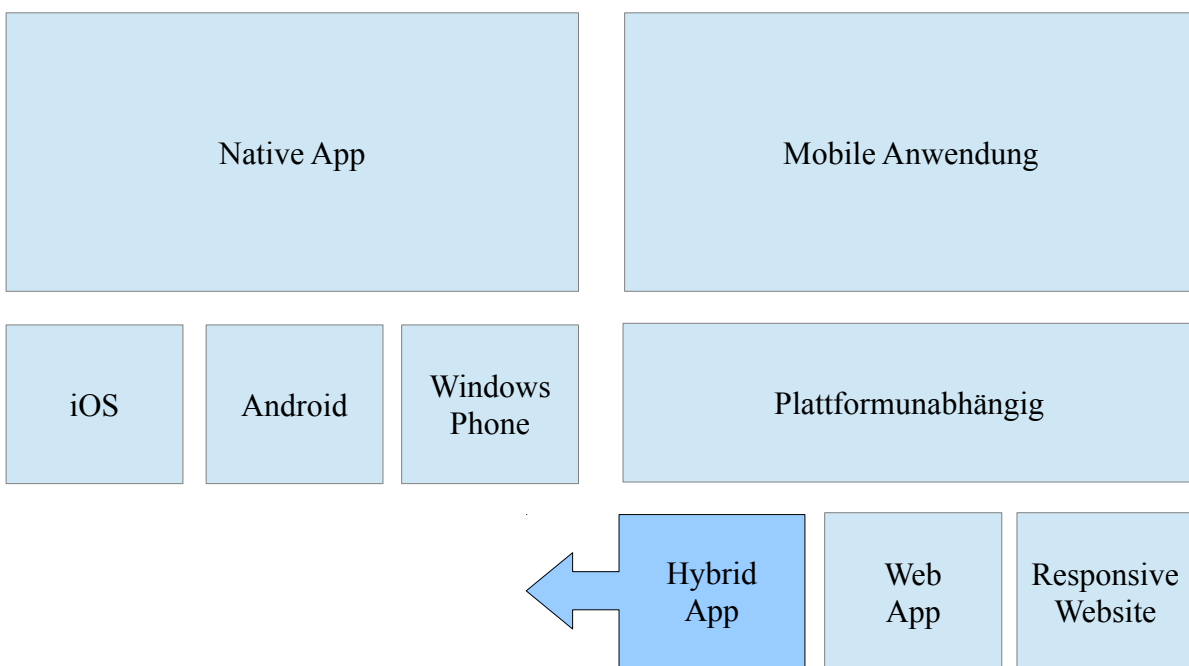 Native App
Mobile Anwendung
iOS
Android
Windows
Phone
Plattformunabhängig
Hybrid
App
Web
App
Responsive
Website